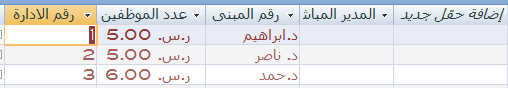 رقم الادارة عدد الموظفين رقم المبنى المدير المباش إضافة حقل جديد
1 ر.س. 5.00 د.ابراهيم
2 ر.س. 5.00 د. ناصر
3 ر.س. 6.00 د.حمد